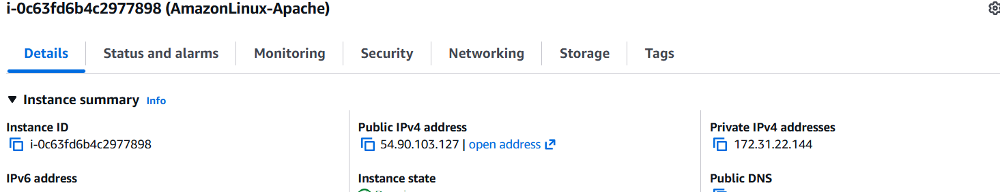 i-0c63fd6b4c2977898 (AmazonLinux-Apache)
Details Status and alarms Monitoring Security Networking Storage Tags
Instance summary Info
Instance ID Public IPv4 address Private IPv4 addresses
i-0c63fd6b4c2977898 54.90.103.127 | open address 172.31.22.144
IPv6 address Instance state Public DNS